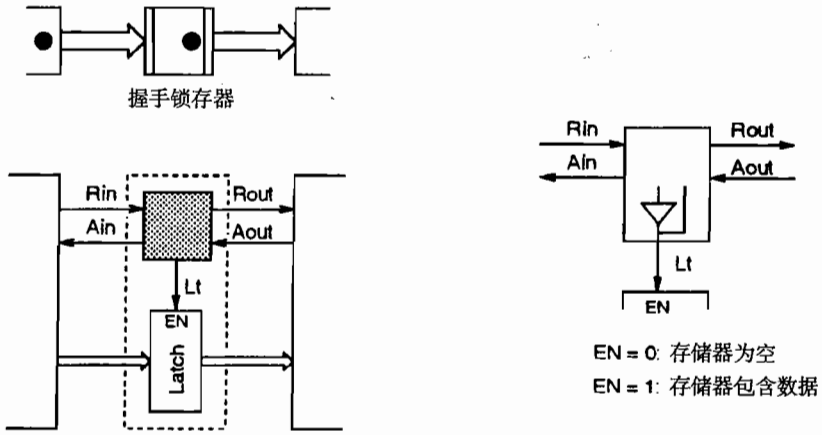 握手锁存器
Rin
Rout
Ain
Aout
Lt
EN
Latch
Rin
Rout
Ain
Aout
Lt
EN
EN = 0: 存储器为空
EN = 1: 存储器包含数据